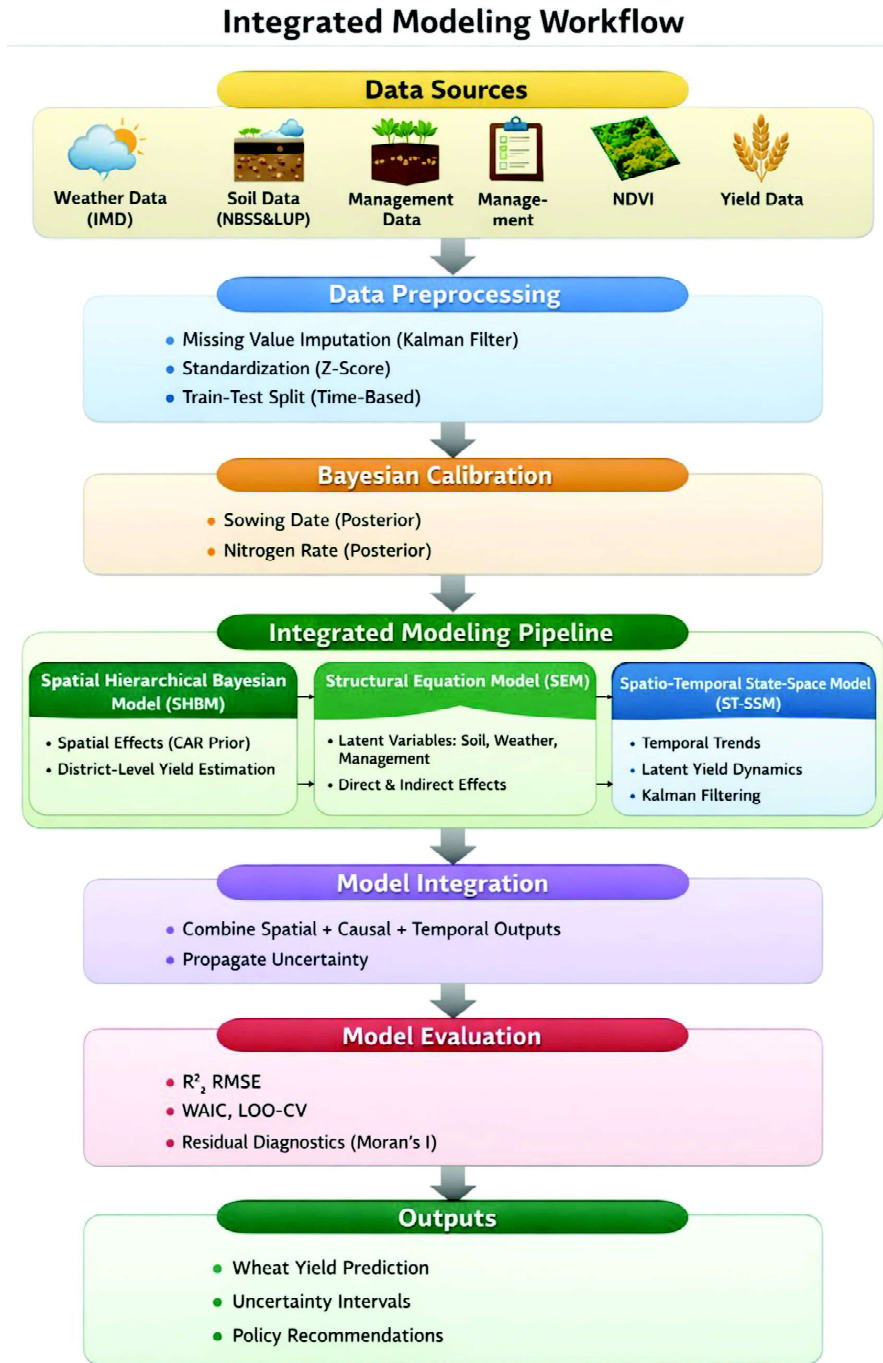 Integrated Modeling Workflow
Data Sources
Weather Data
(IMD)
Soil Data
(NBSS&LUP)
Management
Data
Manage-
ment
NDVI
Yield Data
Data Preprocessing
Missing Value Imputation (Kalman Filter)
Standardization (Z-Score)
Train-Test Split (Time-Based)
Bayesian Calibration
Sowing Date (Posterior)
Nitrogen Rate (Posterior)
Integrated Modeling Pipeline
Spatial Hierarchical Bayesian
Model (SHBM)
• Spatial Effects (CAR Prior)
• District-Level Yield Estimation
Structural Equation Model (SEM)
• Latent Variables: Soil, Weather,
Management
• Direct & Indirect Effects
Spatio-Temporal State-Space Model
(ST-SSM)
• Temporal Trends
• Latent Yield Dynamics
• Kalman Filtering
Model Integration
Combine Spatial + Causal + Temporal Outputs
Propagate Uncertainty
Model Evaluation
R²₂ RMSE
WAIC, LOO-CV
Residual Diagnostics (Moran's I)
Outputs
Wheat Yield Prediction
Uncertainty Intervals
Policy Recommendations